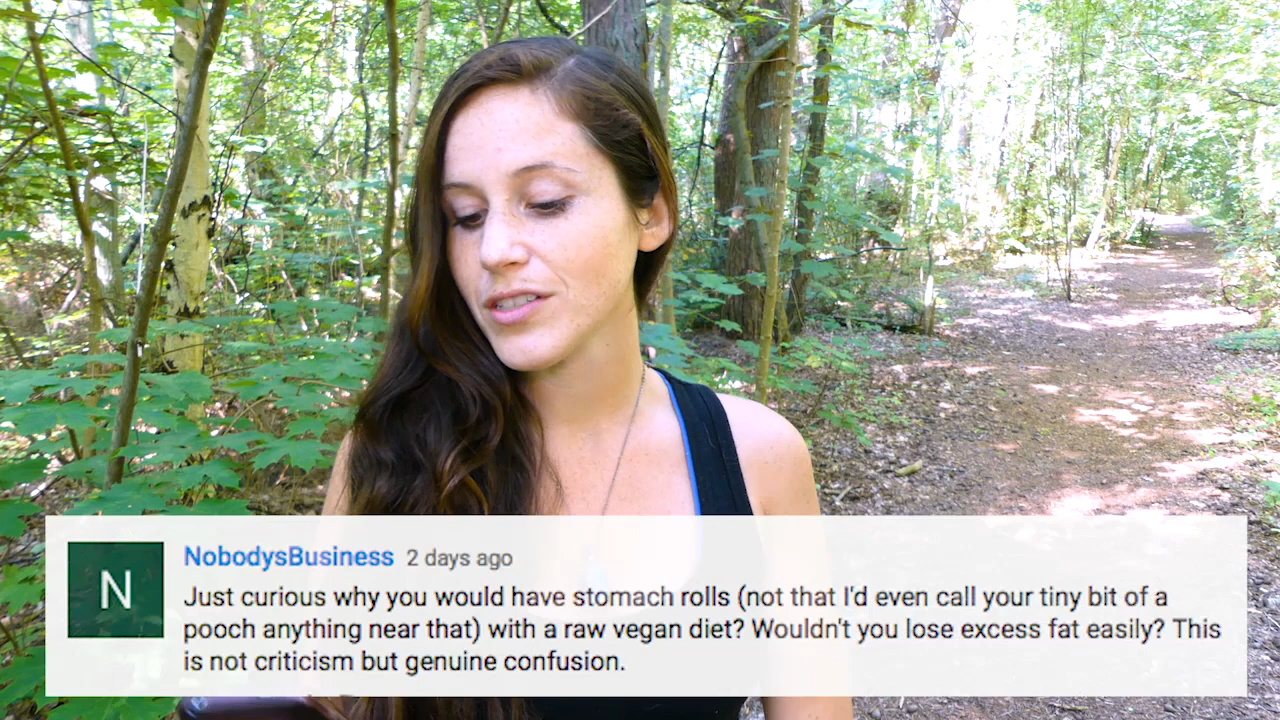 N
NobodysBusiness 2 days ago
Just curious why you would have stomach rolls (not that I'd even call your tiny bit of a
pooch anything near that) with a raw vegan diet? Wouldn't you lose excess fat easily? This
is not criticism but genuine confusion.